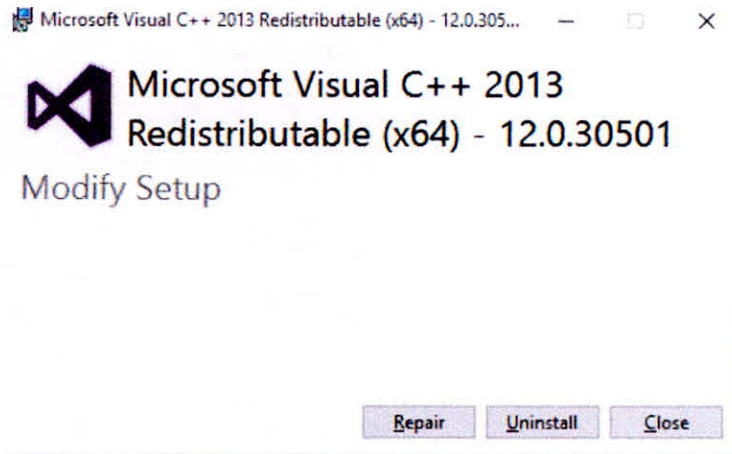 Microsoft Visual C++ 2013 Redistributable (x64) - 12.0.305...
Microsoft Visual C++ 2013
Redistributable (x64) - 12.0.30501
Modify Setup
Repair
Uninstall
Close